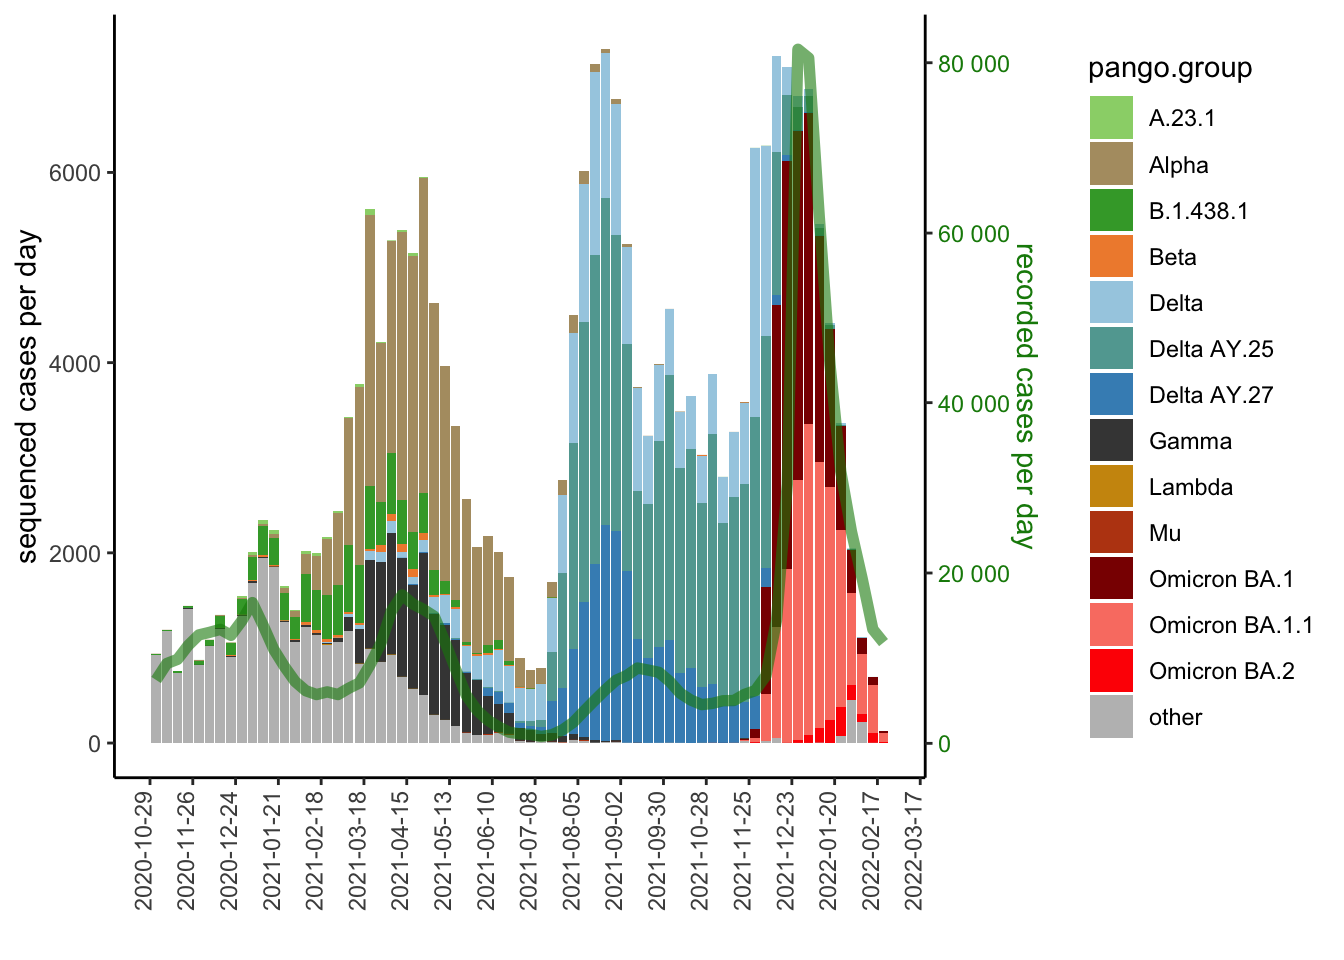 sequenced cases per day
6000
4000
2000
0
80 000
60 000
40 000
20 000
0
recorded cases per day
2020-10-29
2020-11-26
2020-12-24
2021-01-21
2021-02-18
2021-03-18
2021-04-15
2021-05-13
2021-06-10
2021-07-08
2021-08-05
2021-09-02
2021-09-30
2021-10-28
2021-11-25
2021-12-23
2022-01-20
2022-02-17
2022-03-17
pango.group
A.23.1
Alpha
B.1.438.1
Beta
Delta
Delta AY.25
Delta AY.27
Gamma
Lambda
Mu
Omicron BA.1
Omicron BA.1.1
Omicron BA.2
other